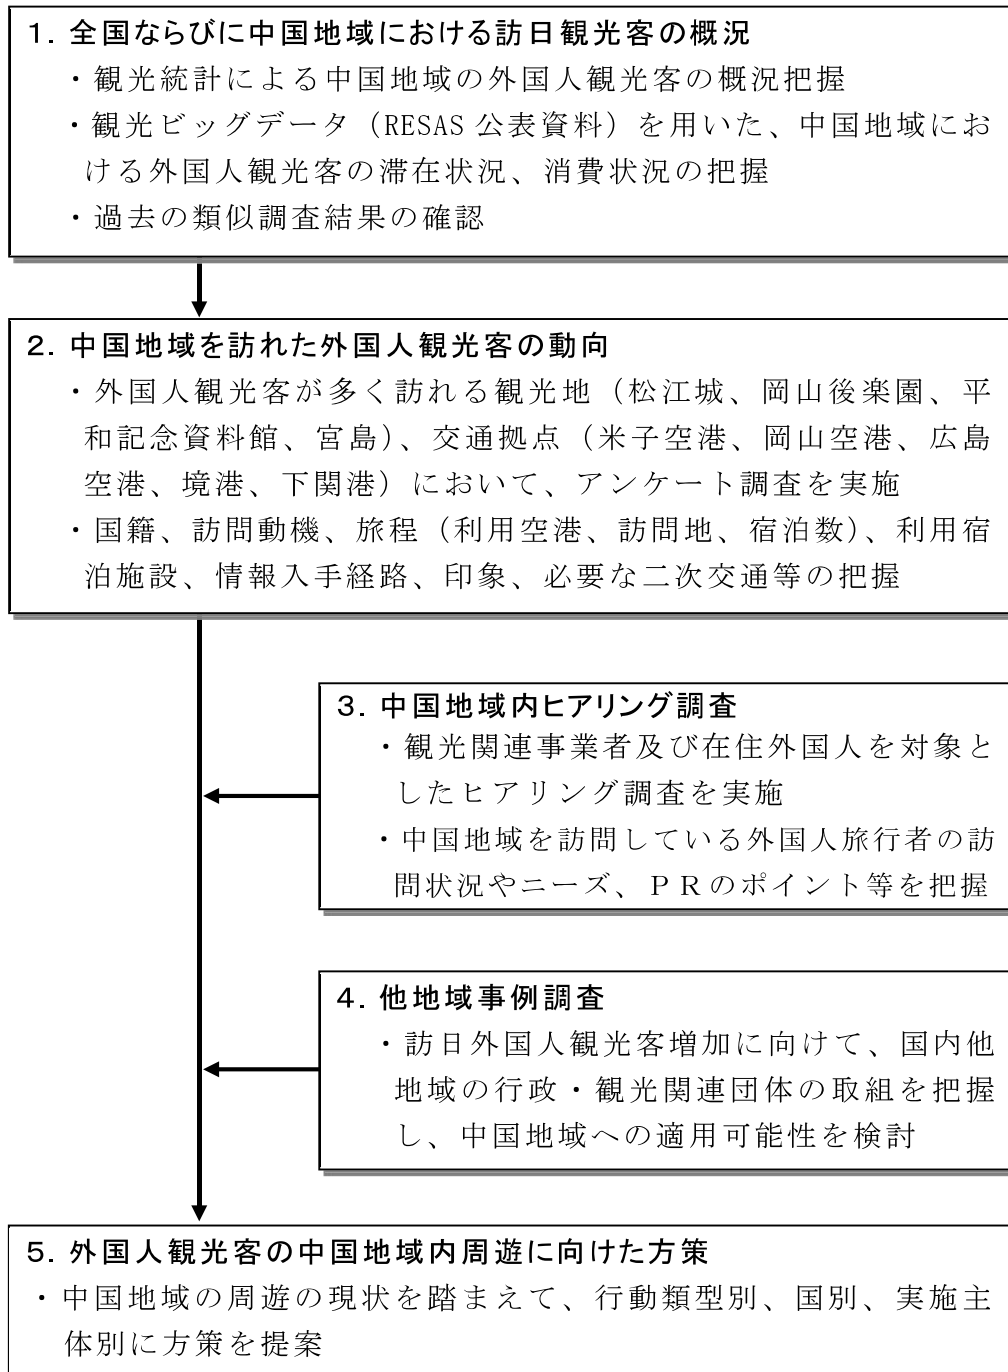 1．全国ならびに中国地域における訪日観光客の概況
・観光統計による中国地域の外国人観光客の概況把握
・観光ビッグデータ（RESAS 公表資料）を用いた、中国地域にお
ける外国人観光客の滞在状況、消費状況の把握
・過去の類似調査結果の確認
2．中国地域を訪れた外国人観光客の動向
・外国人観光客が多く訪れる観光地（松江城、岡山後楽園、平
和記念資料館、宮島）、交通拠点（米子空港、岡山空港、広島
空港、境港、下関港）において、アンケート調査を実施
・国籍、訪問動機、旅程（利用空港、訪問地、宿泊数）、利用宿
泊施設、情報入手経路、印象、必要な二次交通等の把握
3．中国地域内ヒアリング調査
・観光関連事業者及び在住外国人を対象と
したヒアリング調査を実施
・中国地域を訪問している外国人旅行者の訪
問状況やニーズ、ＰＲのポイント等を把握
4．他地域事例調査
・訪日外国人観光客増加に向けて、国内他
地域の行政・観光関連団体の取組を把握
し、中国地域への適用可能性を検討
5．外国人観光客の中国地域内周遊に向けた方策
・中国地域の周遊の現状を踏まえて、行動類型別、国別、実施主
体別に方策を提案